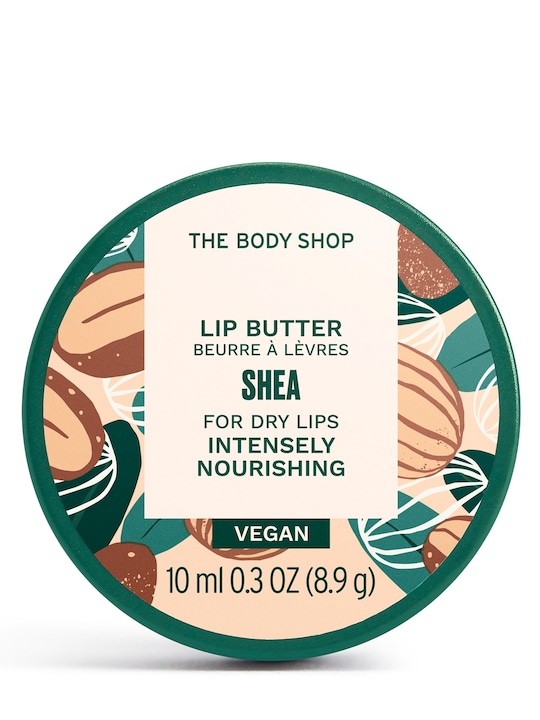 THE BODY SHOP
LIP BUTTER
BEURRE À LÈVRES
SHEA
FOR DRY LIPS
INTENSELY
NOURISHING
VEGAN
10 ml 0.3 OZ (8.9 g)